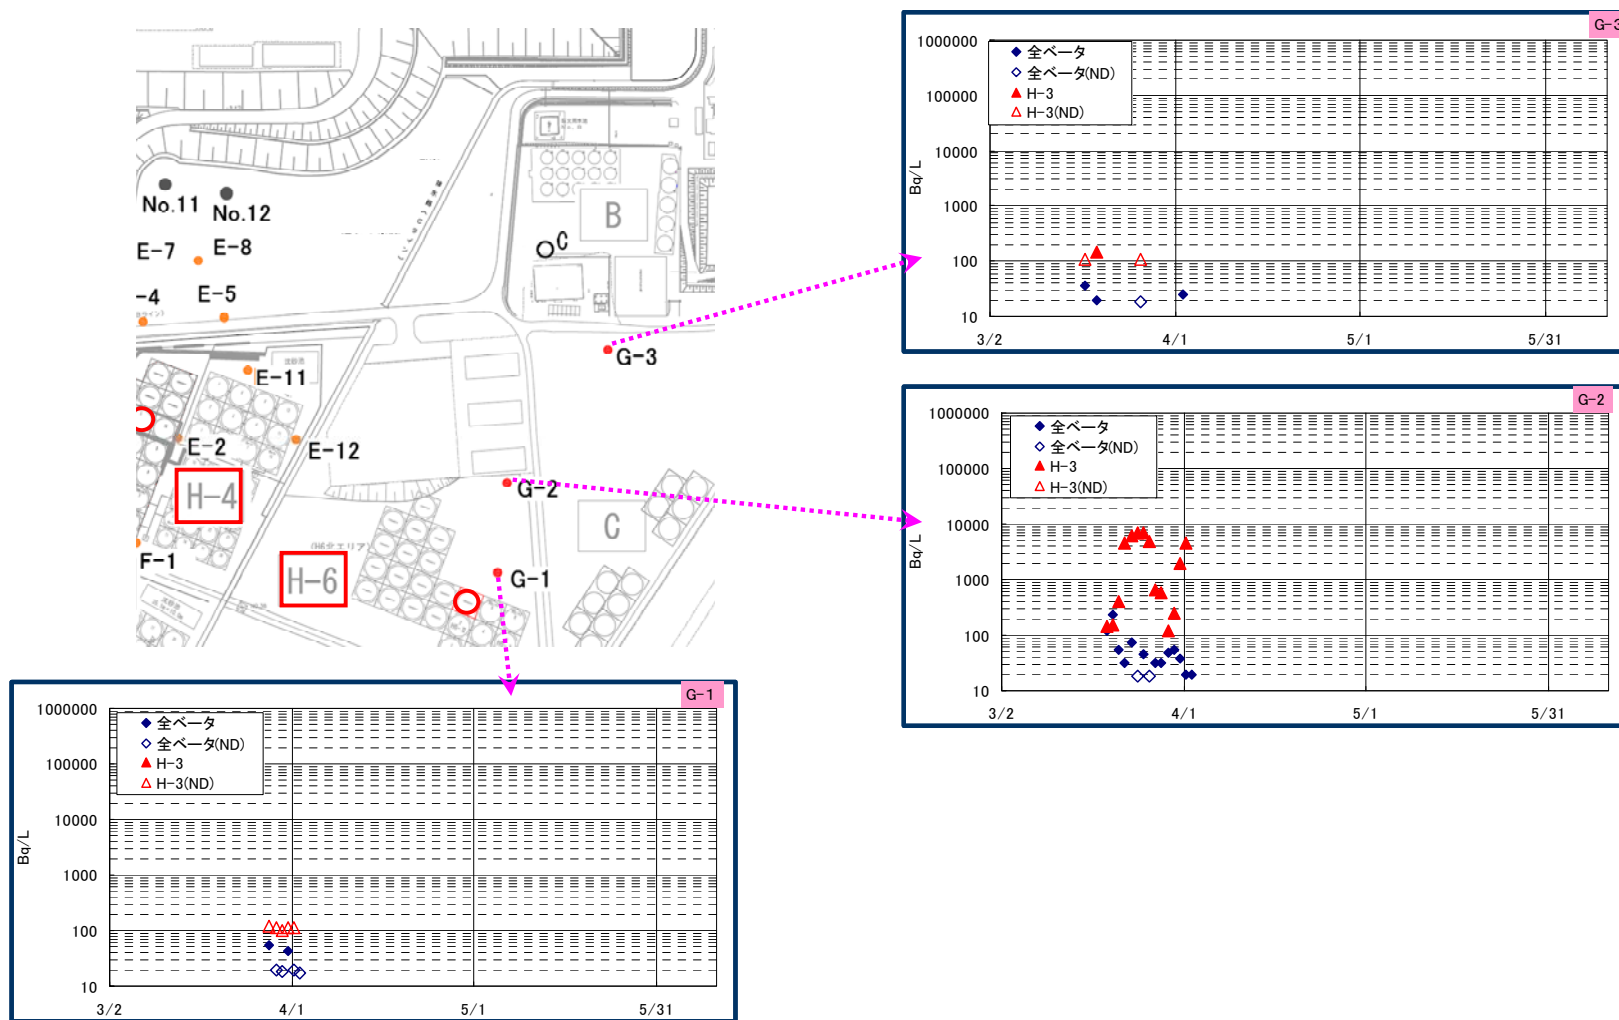 No.11
No.12
E-7
E-8
-4
E-5
E-11
E-2
E-12
H-4
F-1
H-6
B
C
G-3
G-2
C
G-1
G-3
1000000
100000
10000
1000
100
10
Bq/L
全ベータ
全ベータ(ND)
H-3
H-3(ND)
3/2
4/1
5/1
5/31
G-2
1000000
100000
10000
1000
100
10
Bq/L
全ベータ
全ベータ(ND)
H-3
H-3(ND)
3/2
4/1
5/1
5/31
G-1
1000000
100000
10000
1000
100
10
Bq/L
全ベータ
全ベータ(ND)
H-3
H-3(ND)
3/2
4/1
5/1
5/31